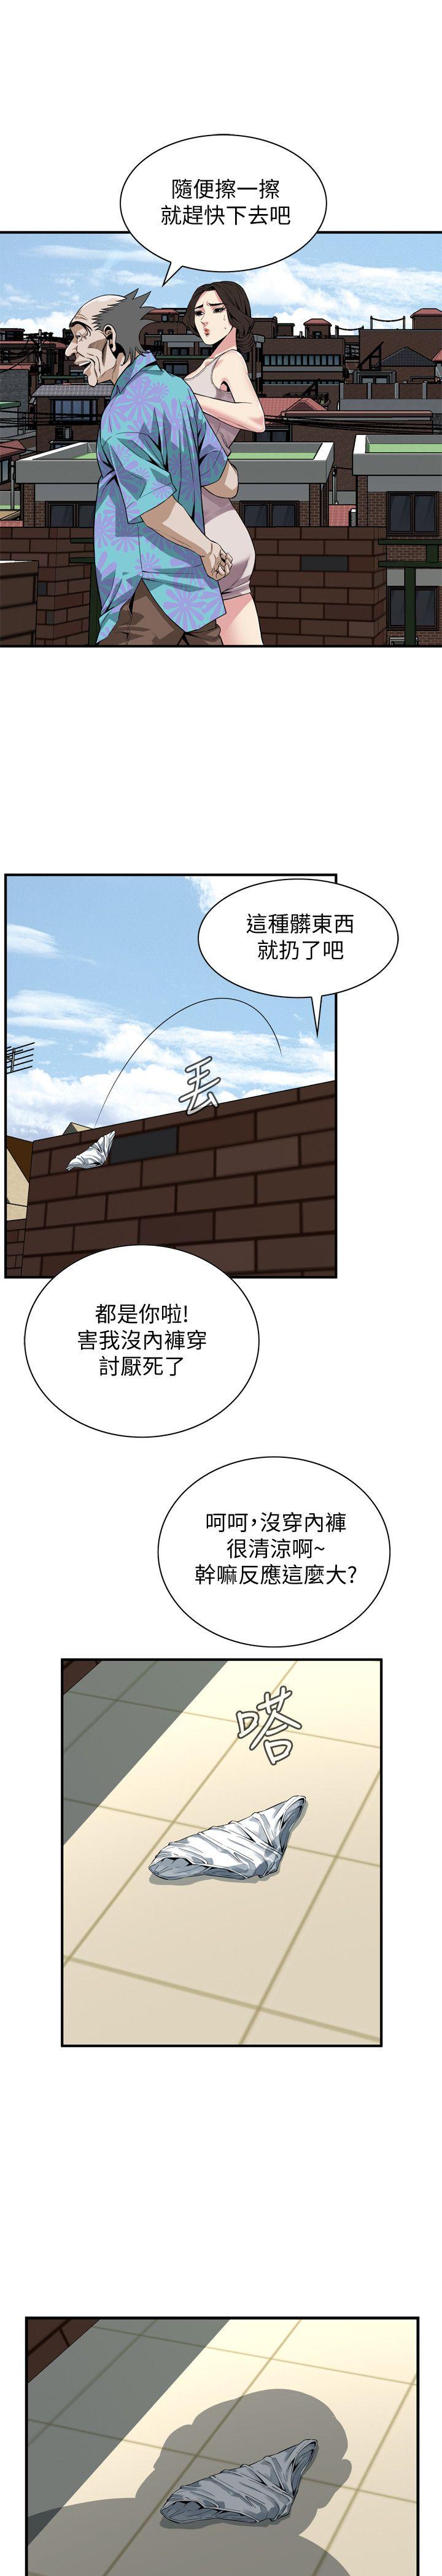 隨便擦一擦
就趕快下去吧
這種髒東西
就扔了吧
丟
都是你啦!
害我沒內褲穿
討厭死了
呵呵，沒穿內褲
很清涼啊~
幹嘛反應這麼大?
嗒